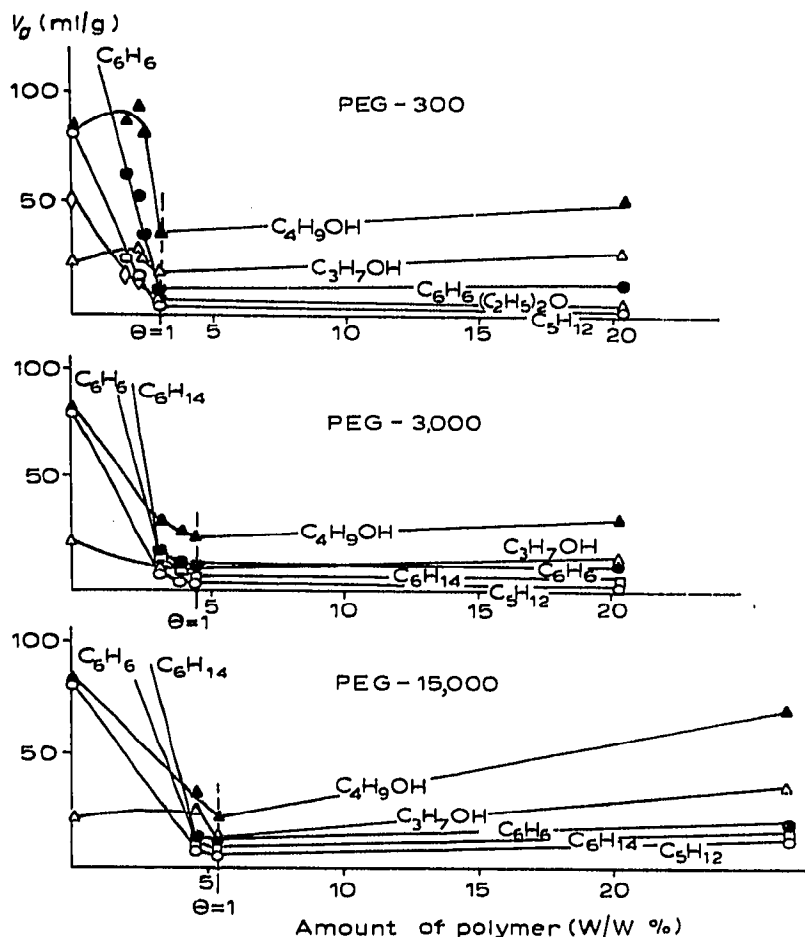 V_g (ml/g)
C₆H₆
100
PEG-300
50
C₄H₉OH
C₃H₇OH
C₆H₆ (C₂H₅)₂O
C₅H₁₂
Θ=1
5
10
15
20
100
C₆H₆
C₆H₁₄
PEG-3,000
50
C₄H₉OH
C₃H₇OH
C₆H₁₄
C₆H₆
C₅H₁₂
Θ=1
5
10
15
20
100
C₆H₆
C₆H₁₄
PEG-15,000
50
C₄H₉OH
C₃H₇OH
C₆H₆
C₆H₁₄-C₅H₁₂
5
10
15
20
Θ=1
Amount of polymer (W/W %)